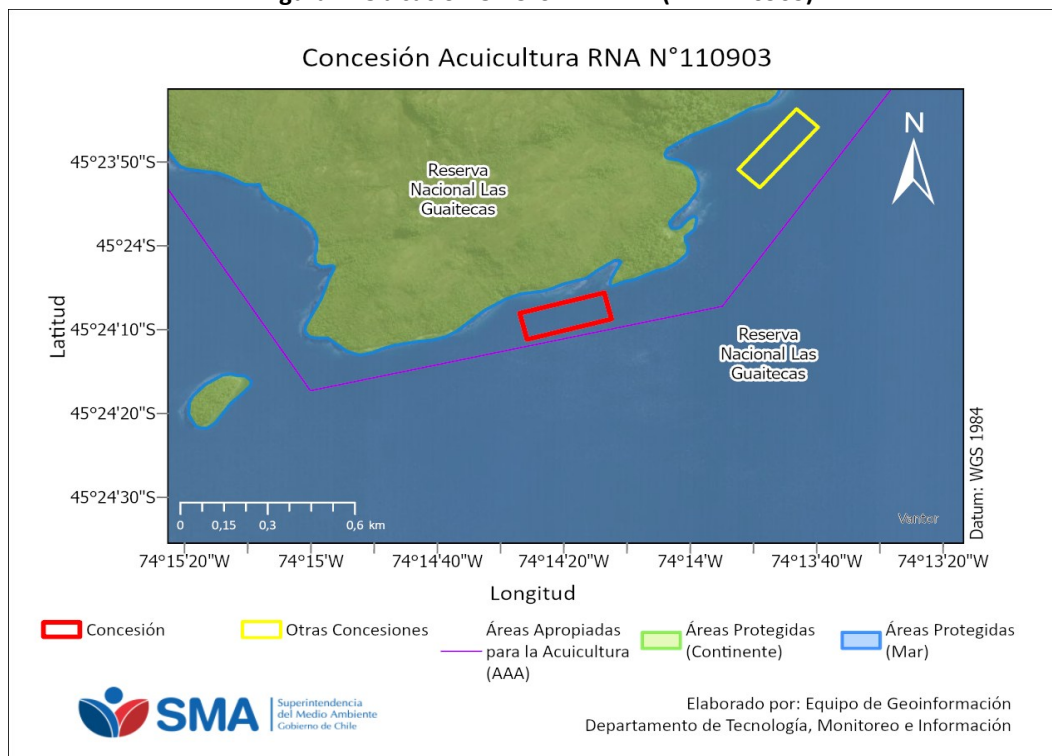 Concesión Acuicultura RNA N°110903
N
45°23'50"S
45°24'S
45°24'10"S
45°24'20"S
45°24'30"S
Latitud
Reserva
Nacional Las
Guaitecas
Reserva
Nacional Las
Guaitecas
Datum: WGS 1984
Vantor
0 0,15 0,3 0,6 km
74°15'20"W 74°15'W 74°14'40"W 74°14'20"W 74°14'W 74°13'40"W 74°13'20"W
Longitud
Concesión
Otras Concesiones
Áreas Apropiadas
para la Acuicultura
(AAA)
Áreas Protegidas
(Continente)
Áreas Protegidas
(Mar)
SMA
Superintendencia
del Medio Ambiente
Gobierno de Chile
Elaborado por: Equipo de Geoinformación
Departamento de Tecnología, Monitoreo e Información